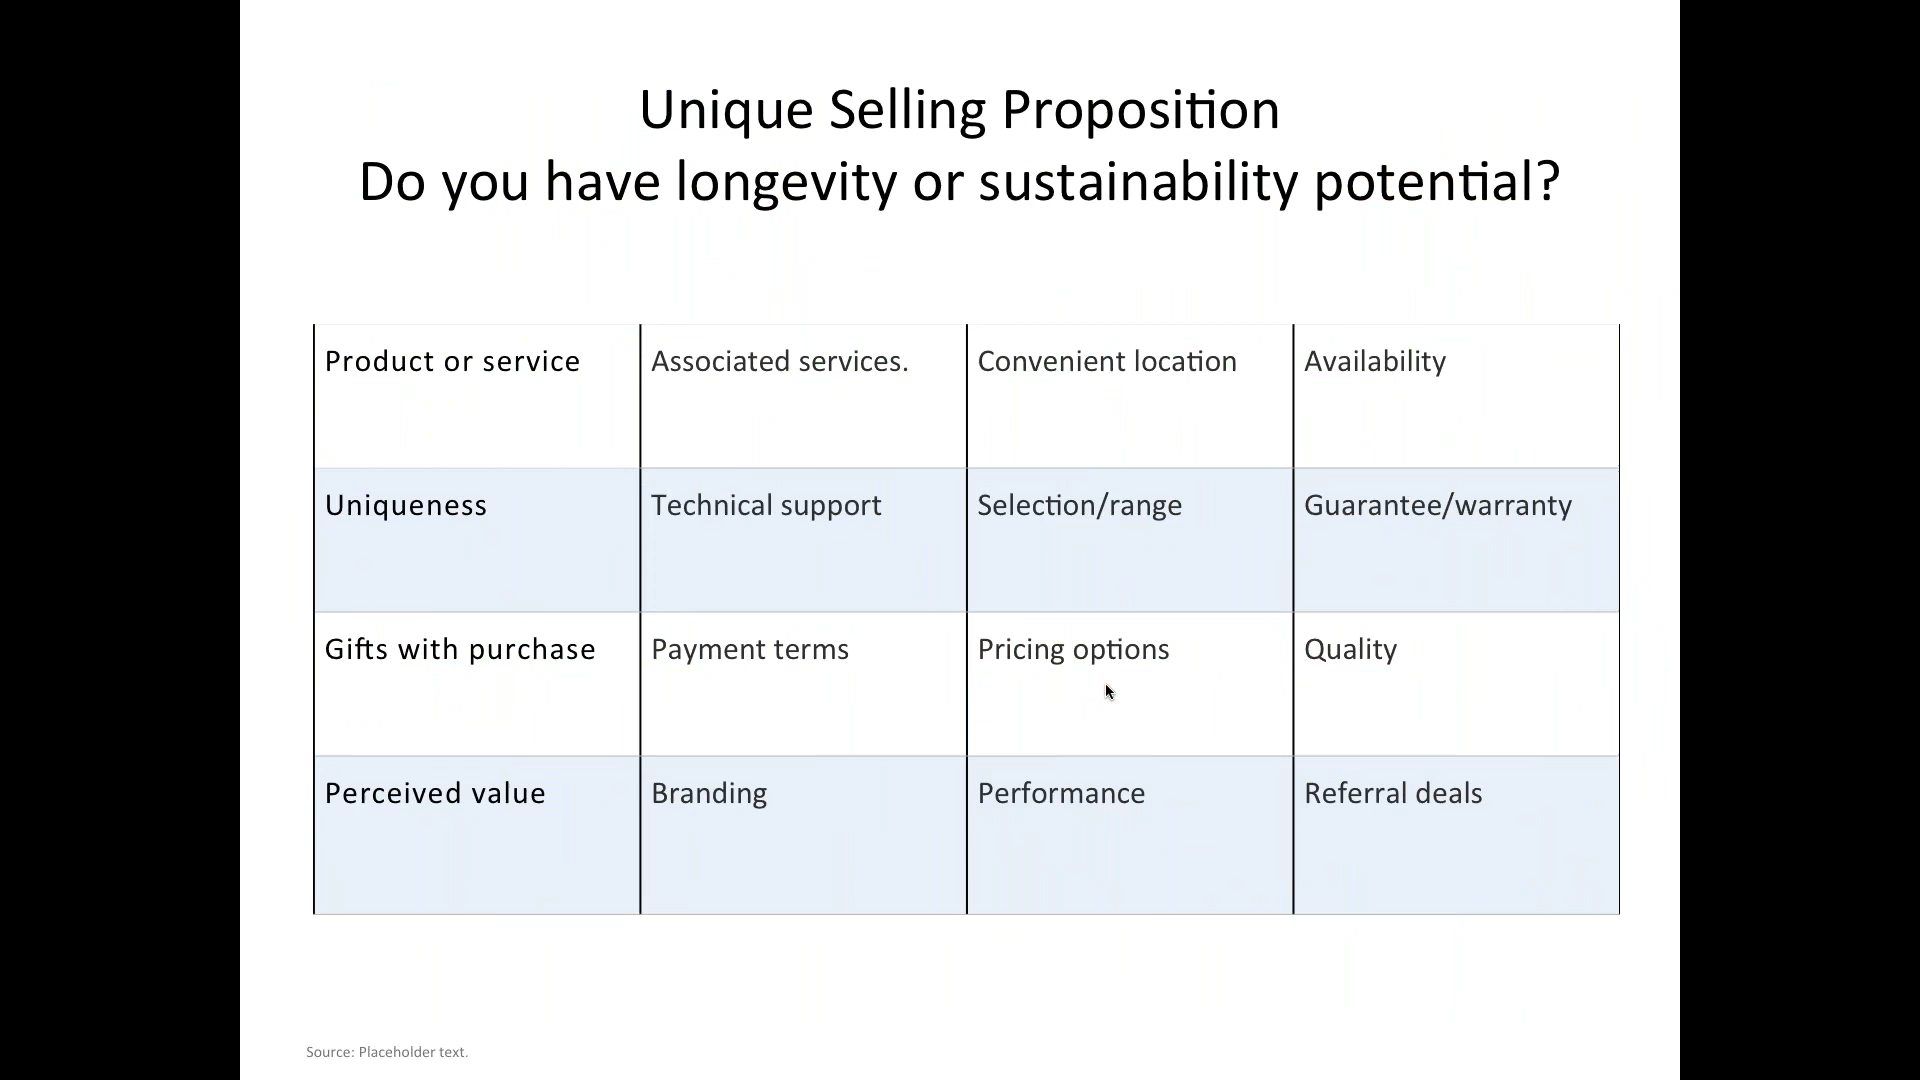 Unique Selling Proposition
Do you have longevity or sustainability potential?
Product or service Associated services. Convenient location Availability
Uniqueness Technical support Selection/range Guarantee/warranty
Gifts with purchase Payment terms Pricing options Quality
Perceived value Branding Performance Referral deals
Source: Placeholder text.